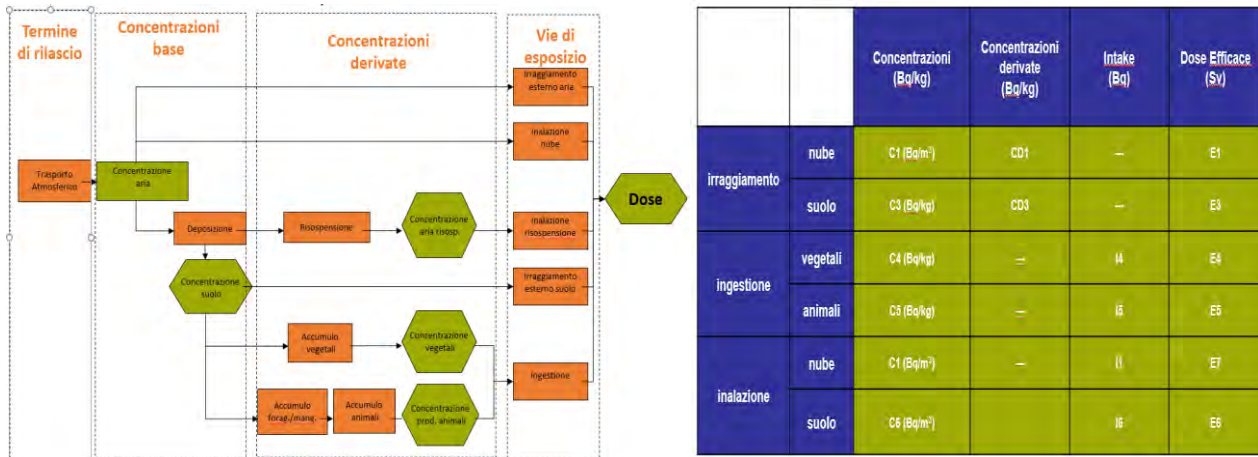 Termine
di rilascio
Concentrazioni
base
Concentrazioni
derivate
Vie di
esposizio
Trasporto
Atmosferico
Concentrazione
aria
Deposizione
Concentrazione
suolo
Risospensione
Concentrazione
aria risosp.
Accumulo
vegetali
Concentrazione
vegetali
Accumulo
forag./mang.
Accumulo
animali
Concentrazione
prod. animali
Irraggiamento
esterno aria
Inalazione
nube
Inalazione
risospensione
Irraggiamento
esterno suolo
Ingestione
Dose
Concentrazioni
(Bq/kg)
Concentrazioni
derivate
(Bq/kg)
Intake
(Bq)
Dose Efficace
(Sv)
irraggiamento
nube
C1 (Bq/m³)
CD1
—
E1
suolo
C3 (Bq/kg)
CD3
—
E3
ingestione
vegetali
C4 (Bq/kg)
—
I4
E4
animali
C5 (Bq/kg)
—
I5
E5
inalazione
nube
C1 (Bq/m³)
—
I1
E7
suolo
C6 (Bq/m³)
I6
E6